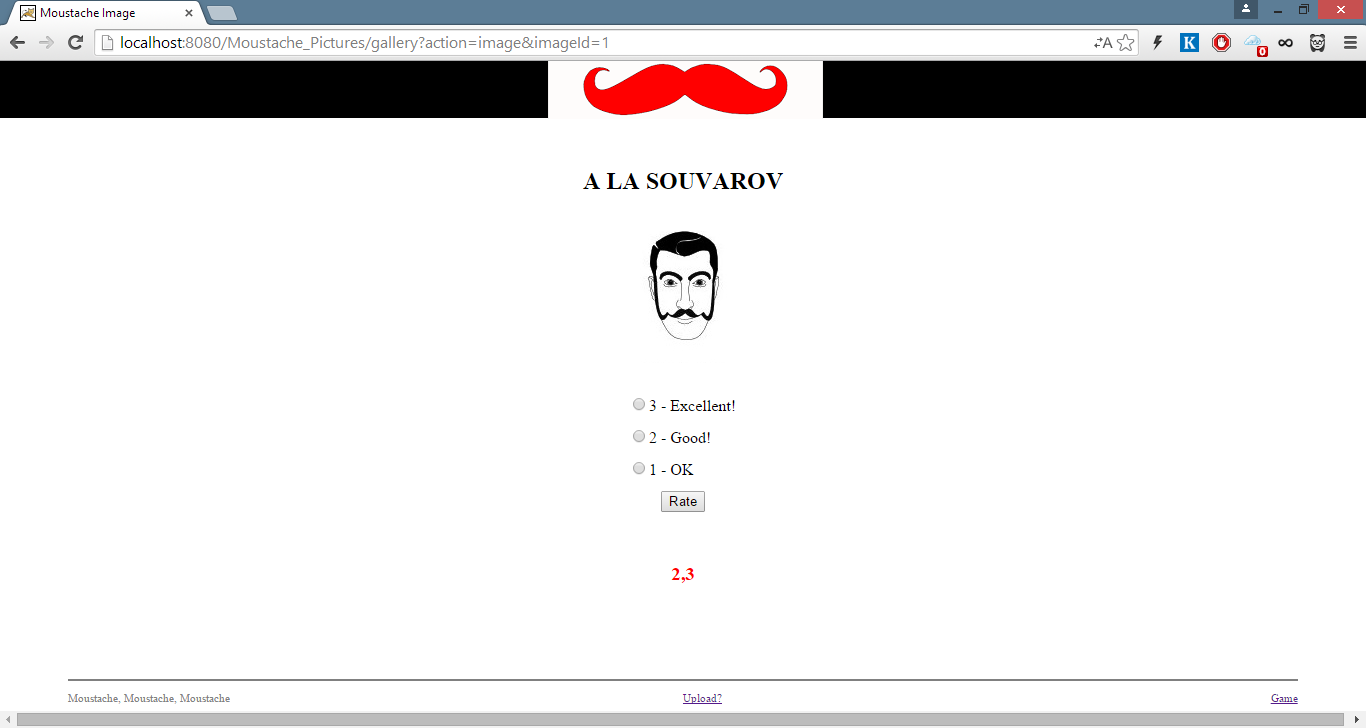 Moustache Image
localhost:8080/Moustache_Pictures/gallery?action=image&imageId=1
A
K
0
A LA SOUVAROV
3 - Excellent!
2 - Good!
1 - OK
Rate
2,3
Moustache, Moustache, Moustache
Upload?
Game